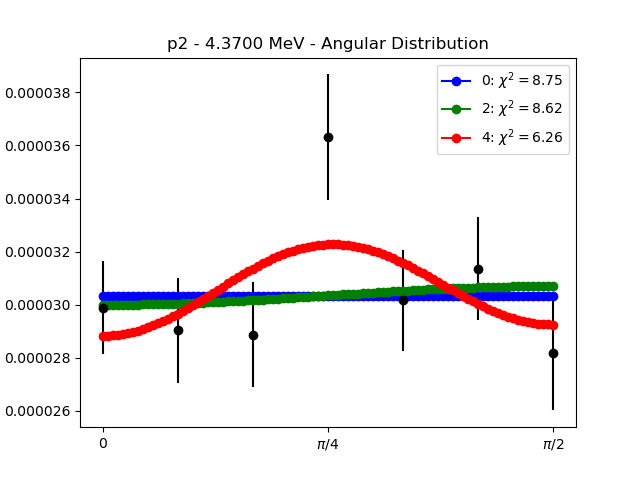 p2 - 4.3700 MeV - Angular Distribution
0.000038
0.000036
0.000034
0.000032
0.000030
0.000028
0.000026
0: χ² = 8.75
2: χ² = 8.62
4: χ² = 6.26
0
π/4
π/2